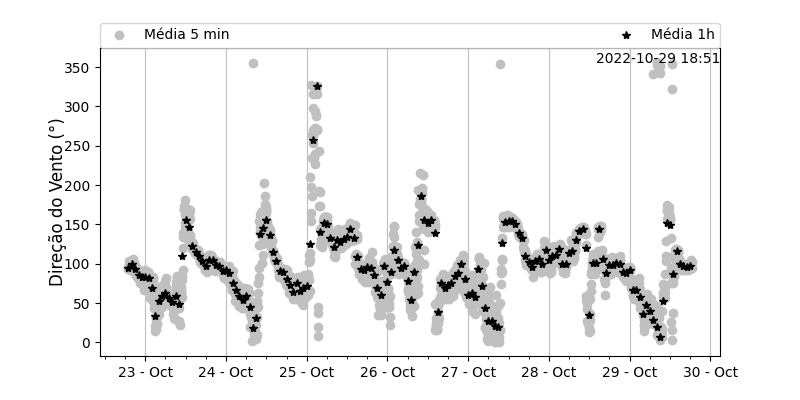 Média 5 min
Média 1h
2022-10-29 18:51
Direção do Vento (°)
350
300
250
200
150
100
50
0
23 - Oct
24 - Oct
25 - Oct
26 - Oct
27 - Oct
28 - Oct
29 - Oct
30 - Oct